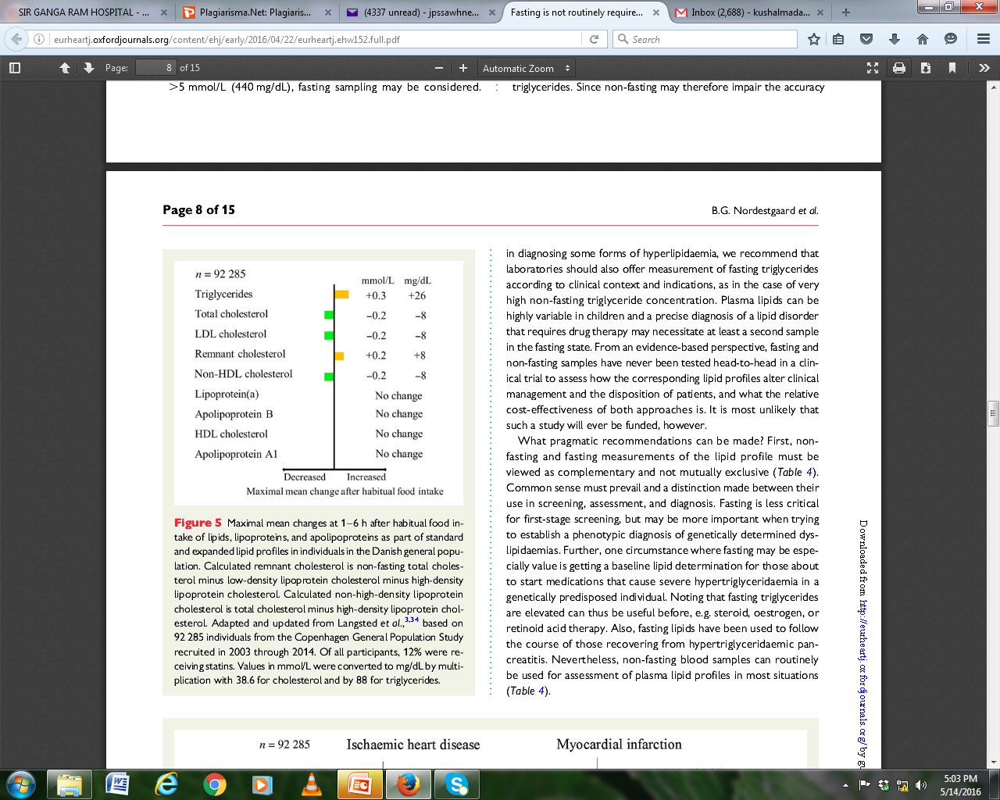 SIR GANGA RAM HOSPITAL - ...
Plagiarisma.Net: Plagiaris...
(4337 unread) - jpssawhne...
Fasting is not routinely require...
Inbox (2,688) - kushalmada...
eurheartj.oxfordjournals.org/content/ehj/early/2016/04/22/eurheartj.ehw152.full.pdf
Search
Page: 8 of 15
Automatic Zoom
>5 mmol/L (440 mg/dL), fasting sampling may be considered.
triglycerides. Since non-fasting may therefore impair the accuracy
Page 8 of 15
B.G. Nordestgaard et al.
n = 92 285
mmol/L mg/dL
Triglycerides +0.3 +26
Total cholesterol −0.2 −8
LDL cholesterol −0.2 −8
Remnant cholesterol +0.2 +8
Non-HDL cholesterol −0.2 −8
Lipoprotein(a) No change
Apolipoprotein B No change
HDL cholesterol No change
Apolipoprotein A1 No change
Decreased Increased
Maximal mean change after habitual food intake
Figure 5 Maximal mean changes at 1–6 h after habitual food in-
take of lipids, lipoproteins, and apolipoproteins as part of standard
and expanded lipid profiles in individuals in the Danish general popu-
lation. Calculated remnant cholesterol is non-fasting total choles-
terol minus low-density lipoprotein cholesterol minus high-density
lipoprotein cholesterol. Calculated non-high-density lipoprotein
cholesterol is total cholesterol minus high-density lipoprotein chol-
esterol. Adapted and updated from Langsted et al.,3,34 based on
92 285 individuals from the Copenhagen General Population Study
recruited in 2003 through 2014. Of all participants, 12% were re-
ceiving statins. Values in mmol/L were converted to mg/dL by multi-
plication with 38.6 for cholesterol and by 88 for triglycerides.
in diagnosing some forms of hyperlipidaemia, we recommend that
laboratories should also offer measurement of fasting triglycerides
according to clinical context and indications, as in the case of very
high non-fasting triglyceride concentration. Plasma lipids can be
highly variable in children and a precise diagnosis of a lipid disorder
that requires drug therapy may necessitate at least a second sample
in the fasting state. From an evidence-based perspective, fasting and
non-fasting samples have never been tested head-to-head in a clin-
ical trial to assess how the corresponding lipid profiles alter clinical
management and the disposition of patients, and what the relative
cost-effectiveness of both approaches is. It is most unlikely that
such a study will ever be funded, however.
What pragmatic recommendations can be made? First, non-
fasting and fasting measurements of the lipid profile must be
viewed as complementary and not mutually exclusive (Table 4).
Common sense must prevail and a distinction made between their
use in screening, assessment, and diagnosis. Fasting is less critical
for first-stage screening, but may be more important when trying
to establish a phenotypic diagnosis of genetically determined dys-
lipidaemias. Further, one circumstance where fasting may be espe-
cially value is getting a baseline lipid determination for those about
to start medications that cause severe hypertriglyceridaemia in a
genetically predisposed individual. Noting that fasting triglycerides
are elevated can thus be useful before, e.g. steroid, oestrogen, or
retinoid acid therapy. Also, fasting lipids have been used to follow
the course of those recovering from hypertriglyceridaemic pan-
creatitis. Nevertheless, non-fasting blood samples can routinely
be used for assessment of plasma lipid profiles in most situations
(Table 4).
Downloaded from http://eurheartj.oxfordjournals.org/ by
n = 92 285 Ischaemic heart disease Myocardial infarction
5:03 PM
5/14/2016